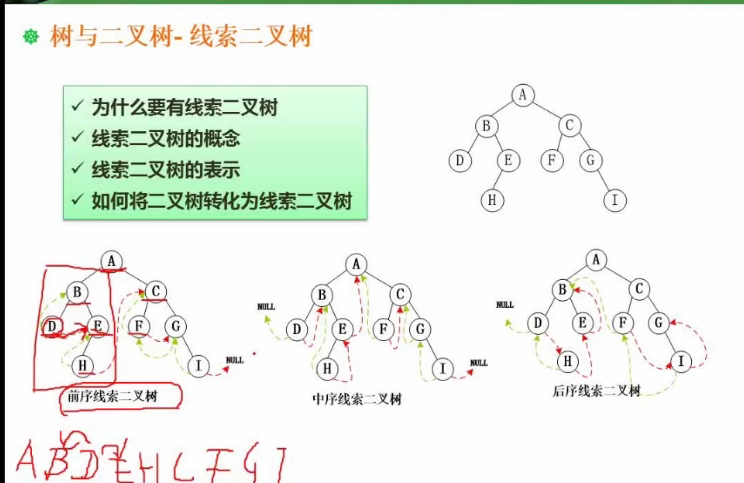 树与二叉树-线索二叉树
✓ 为什么要有线索二叉树
✓ 线索二叉树的概念
✓ 线索二叉树的表示
✓ 如何将二叉树转化为线索二叉树
A
B C
D E F G
H I
A
B C
D E F G
H I NULL
前序线索二叉树
A
NULL B C
D E F G
H I NULL
中序线索二叉树
A
NULL B C
D E F G
H I
后序线索二叉树
A B D E H C F G I